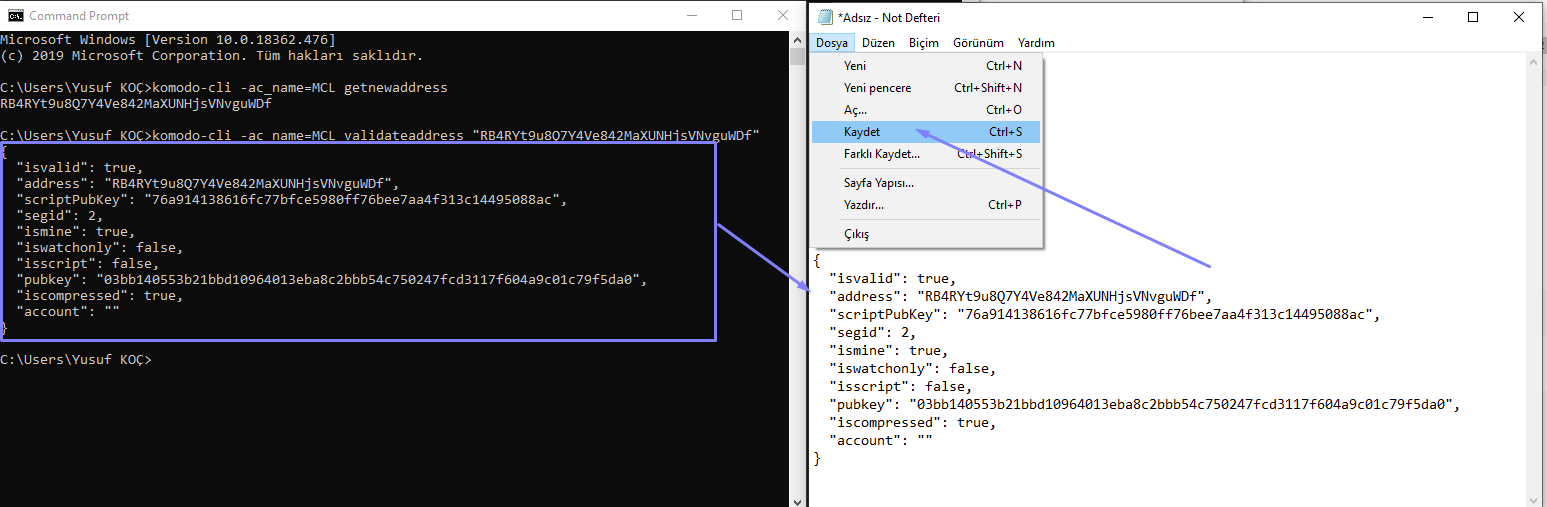 Command Prompt
Microsoft Windows [Version 10.0.18362.476]
(c) 2019 Microsoft Corporation. Tüm hakları saklıdır.
C:\Users\Yusuf KOÇ>komodo-cli -ac_name=MCL getnewaddress
RB4RYt9u8Q7Y4Ve842MaXUNHjsVNvguWDf
C:\Users\Yusuf KOÇ>komodo-cli -ac_name=MCL validateaddress "RB4RYt9u8Q7Y4Ve842MaXUNHjsVNvguWDf"
{
"isvalid": true,
"address": "RB4RYt9u8Q7Y4Ve842MaXUNHjsVNvguWDf",
"scriptPubKey": "76a914138616fc77bfce5980ff76bee7aa4f313c14495088ac",
"segid": 2,
"ismine": true,
"iswatchonly": false,
"isscript": false,
"pubkey": "03bb140553b21bbd10964013eba8c2bbb54c750247fcd3117f604a9c01c79f5da0",
"iscompressed": true,
"account": ""
}
C:\Users\Yusuf KOÇ>
*Adsız - Not Defteri
Dosya Düzen Biçim Görünüm Yardım
Yeni Ctrl+N
Yeni pencere Ctrl+Shift+N
Aç... Ctrl+O
Kaydet Ctrl+S
Farklı Kaydet... Ctrl+Shift+S
Sayfa Yapısı...
Yazdır... Ctrl+P
Çıkış
{
"isvalid": true,
"address": "RB4RYt9u8Q7Y4Ve842MaXUNHjsVNvguWDf",
"scriptPubKey": "76a914138616fc77bfce5980ff76bee7aa4f313c14495088ac",
"segid": 2,
"ismine": true,
"iswatchonly": false,
"isscript": false,
"pubkey": "03bb140553b21bbd10964013eba8c2bbb54c750247fcd3117f604a9c01c79f5da0",
"iscompressed": true,
"account": ""
}